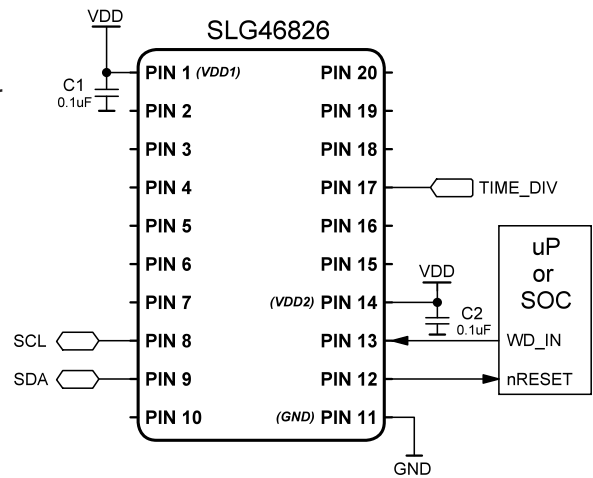 VDD
SLG46826
PIN 1 (VDD1) PIN 20
C1
0.1uF
PIN 2 PIN 19
PIN 3 PIN 18
PIN 4 PIN 17 TIME_DIV
PIN 5 PIN 16
PIN 6 PIN 15
uP
or
SOC
VDD
PIN 7 (VDD2) PIN 14
C2
0.1uF
SCL PIN 8 PIN 13 WD_IN
SDA PIN 9 PIN 12 nRESET
PIN 10 (GND) PIN 11
GND